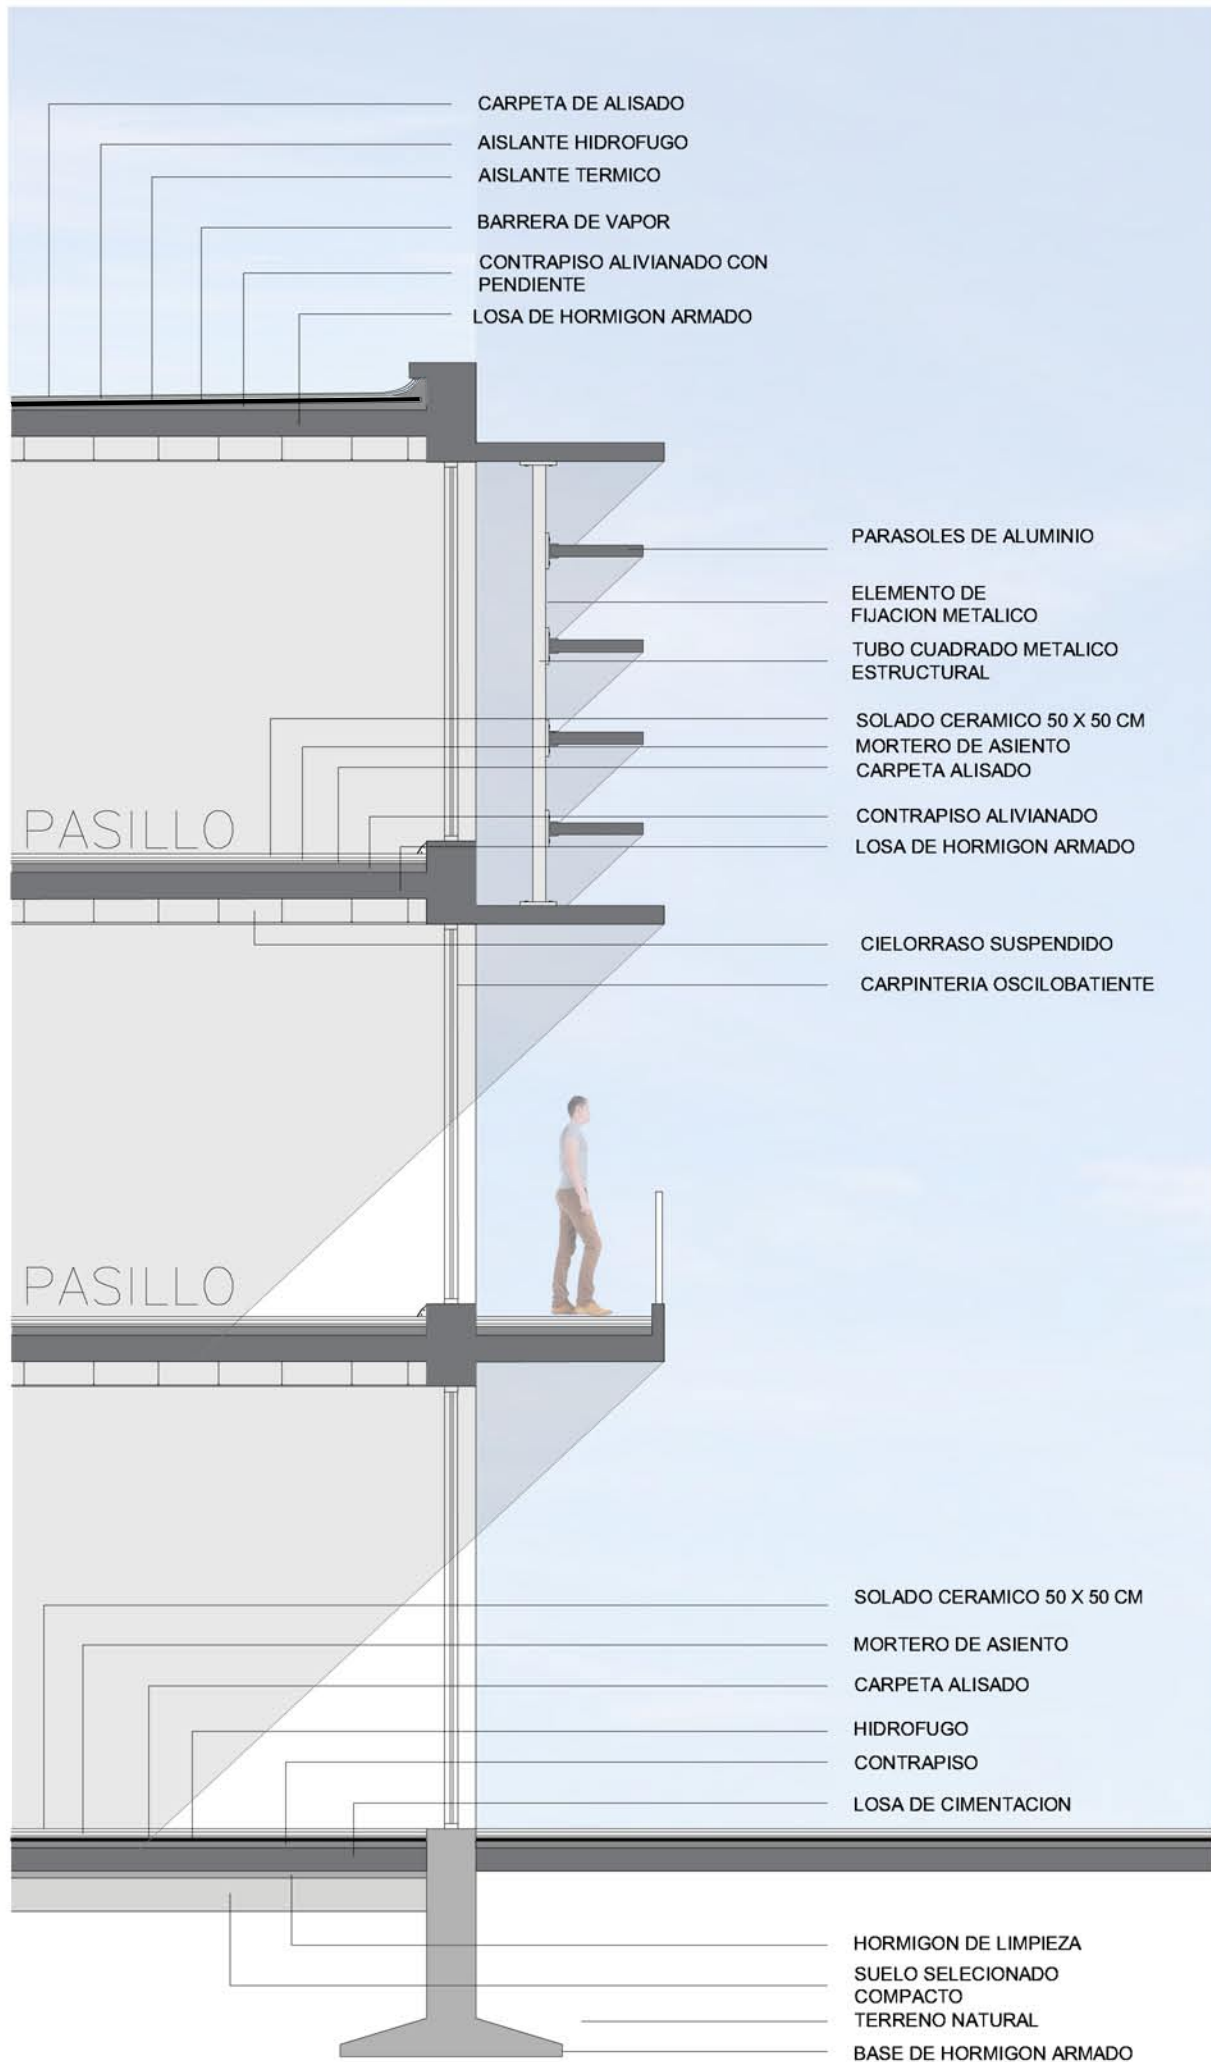 CARPETA DE ALISADO
AISLANTE HIDROFUGO
AISLANTE TERMICO
BARRERA DE VAPOR
CONTRAPISO ALIVIANADO CON
PENDIENTE
LOSA DE HORMIGON ARMADO
PARASOLES DE ALUMINIO
ELEMENTO DE
FIJACION METALICO
TUBO CUADRADO METALICO
ESTRUCTURAL
SOLADO CERAMICO 50 X 50 CM
MORTERO DE ASIENTO
CARPETA ALISADO
CONTRAPISO ALIVIANADO
LOSA DE HORMIGON ARMADO
PASILLO
CIELORRASO SUSPENDIDO
CARPINTERIA OSCILOBATIENTE
PASILLO
SOLADO CERAMICO 50 X 50 CM
MORTERO DE ASIENTO
CARPETA ALISADO
HIDROFUGO
CONTRAPISO
LOSA DE CIMENTACION
HORMIGON DE LIMPIEZA
SUELO SELECIONADO
COMPACTO
TERRENO NATURAL
BASE DE HORMIGON ARMADO